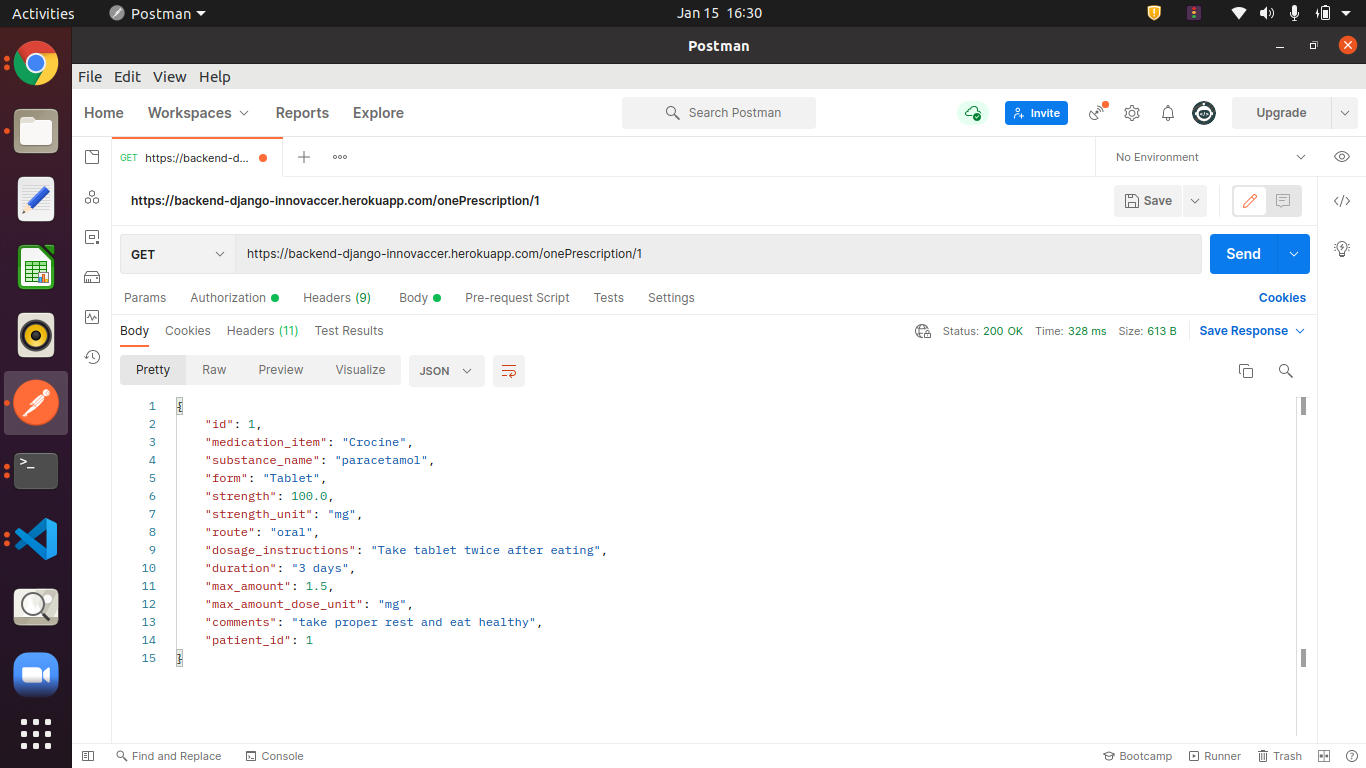 Activities Postman Jan 15 16:30
Postman
File Edit View Help
Home Workspaces Reports Explore Search Postman Invite Upgrade
GET https://backend-d... No Environment
https://backend-django-innovaccer.herokuapp.com/onePrescription/1 Save
GET https://backend-django-innovaccer.herokuapp.com/onePrescription/1 Send
Params Authorization Headers (9) Body Pre-request Script Tests Settings Cookies
Body Cookies Headers (11) Test Results Status: 200 OK Time: 328 ms Size: 613 B Save Response
Pretty Raw Preview Visualize JSON
1 {
2 "id": 1,
3 "medication_item": "Crocine",
4 "substance_name": "paracetamol",
5 "form": "Tablet",
6 "strength": 100.0,
7 "strength_unit": "mg",
8 "route": "oral",
9 "dosage_instructions": "Take tablet twice after eating",
10 "duration": "3 days",
11 "max_amount": 1.5,
12 "max_amount_dose_unit": "mg",
13 "comments": "take proper rest and eat healthy",
14 "patient_id": 1
15 }
Find and Replace Console Bootcamp Runner Trash